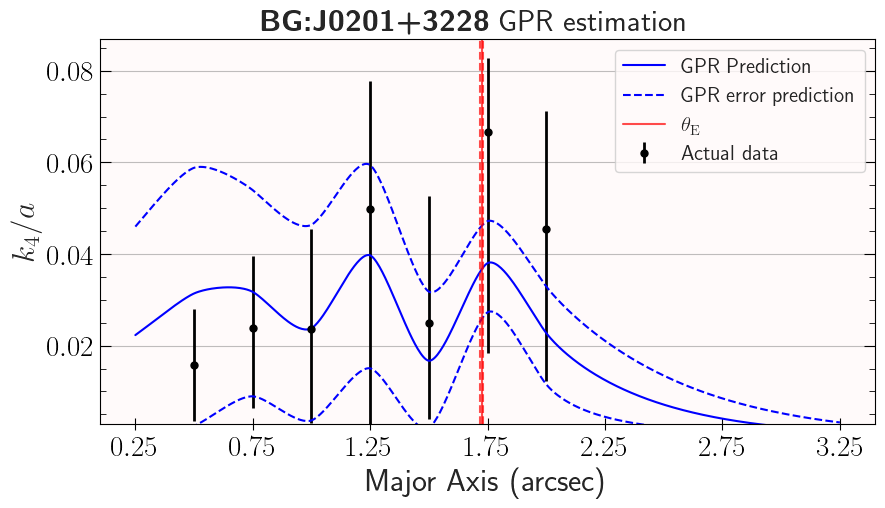 BG:J0201+3228 GPR estimation
0.08
0.06
0.04
0.02
k₄/a
GPR Prediction
GPR error prediction
θ_E
Actual data
0.25 0.75 1.25 1.75 2.25 2.75 3.25
Major Axis (arcsec)